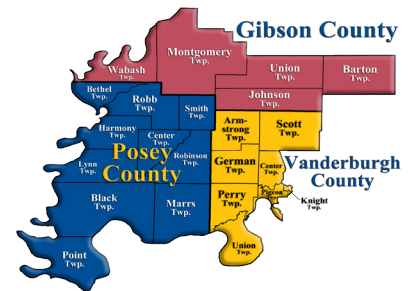 Gibson County
Montgomery
Twp.
Wabash
Twp.
Union
Twp.
Barton
Twp.
Johnson
Twp.
Bethel
Twp.
Robb
Twp.
Smith
Twp.
Harmony
Twp.
Center
Twp.
Posey
County
Robinson
Twp.
Lynn
Twp.
Black
Twp.
Marrs
Twp.
Point
Twp.
Arm-
strong
Twp.
Scott
Twp.
German
Twp.
Center
Twp.
Vanderburgh
County
Perry
Twp.
Pigeon
Knight
Twp.
Union
Twp.